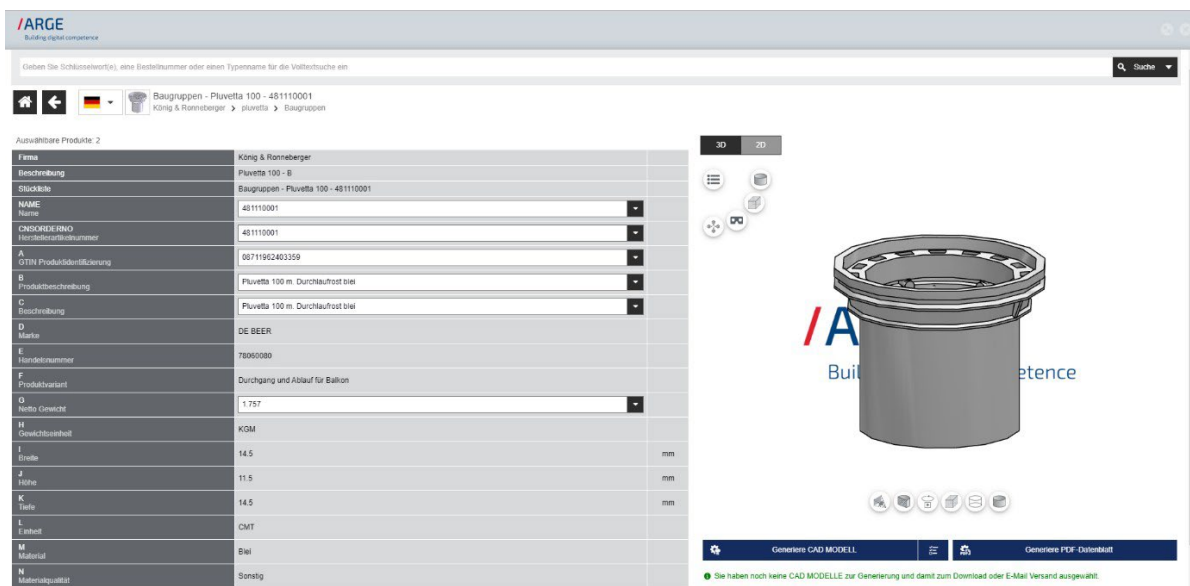 /ARGE
Building digital competence
Geben Sie Schlüsselwort(e), eine Bestellnummer oder einen Typenname für die Volltextsuche ein
Suche
Baugruppen - Pluvetta 100 - 481110001
König & Ronneberger > pluvetta > Baugruppen
Auswählbare Produkte: 2
3D 2D
Firma König & Ronneberger
Beschreibung Pluvetta 100 - B
Stückliste Baugruppen - Pluvetta 100 - 481110001
NAME
Name 481110001
CNSORDERNO
Herstellerartikelnummer 481110001
A
GTIN Produktidentifizierung 08711962403359
B
Produktbeschreibung Pluvetta 100 m. Durchlaufrost blei
C
Beschreibung Pluvetta 100 m. Durchlaufrost blei
D
Marke DE BEER
E
Handelsnummer 78060080
F
Produktvariant Durchgang und Ablauf für Balkon
G
Netto Gewicht 1.757
H
Gewichtseinheit KGM
I
Breite 14.5 mm
J
Höhe 11.5 mm
K
Tiefe 14.5 mm
L
Einheit CMT
M
Material Blei
N
Materialqualität Sonstig
/A
Buil etence
Generiere CAD MODELL
Generiere PDF-Datenblatt
Sie haben noch keine CAD MODELLE zur Generierung und damit zum Download oder E-Mail Versand ausgewählt.